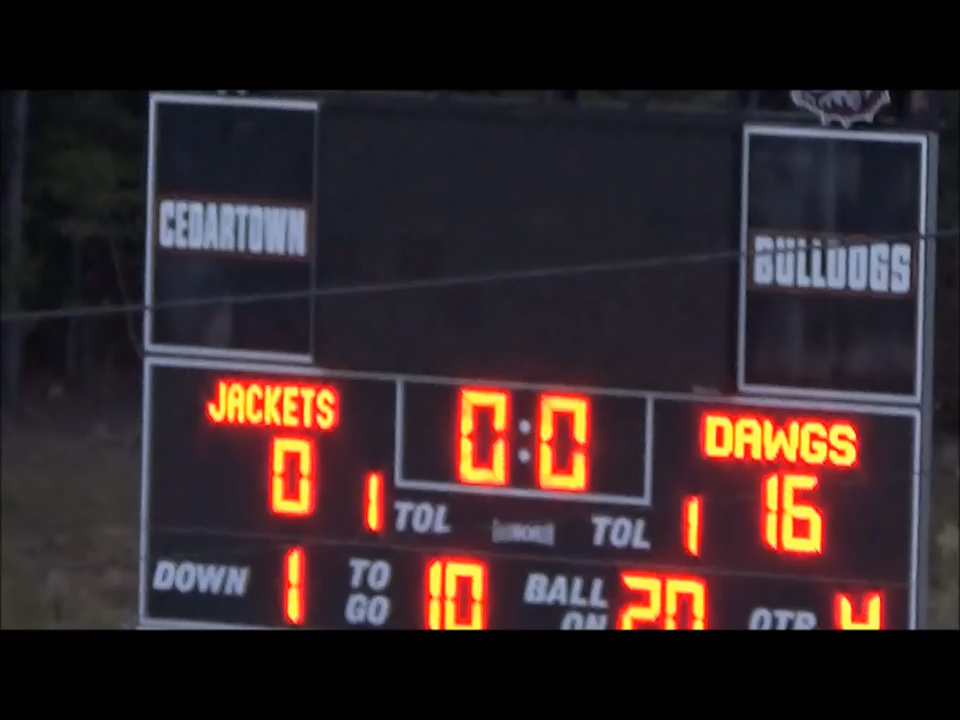 CEDARTOWN
BULLDOGS
JACKETS 0:0 DAWGS
0 1 TOL TOL 1 16
DOWN 1 TO GO 10 BALL ON 20 QTR 4